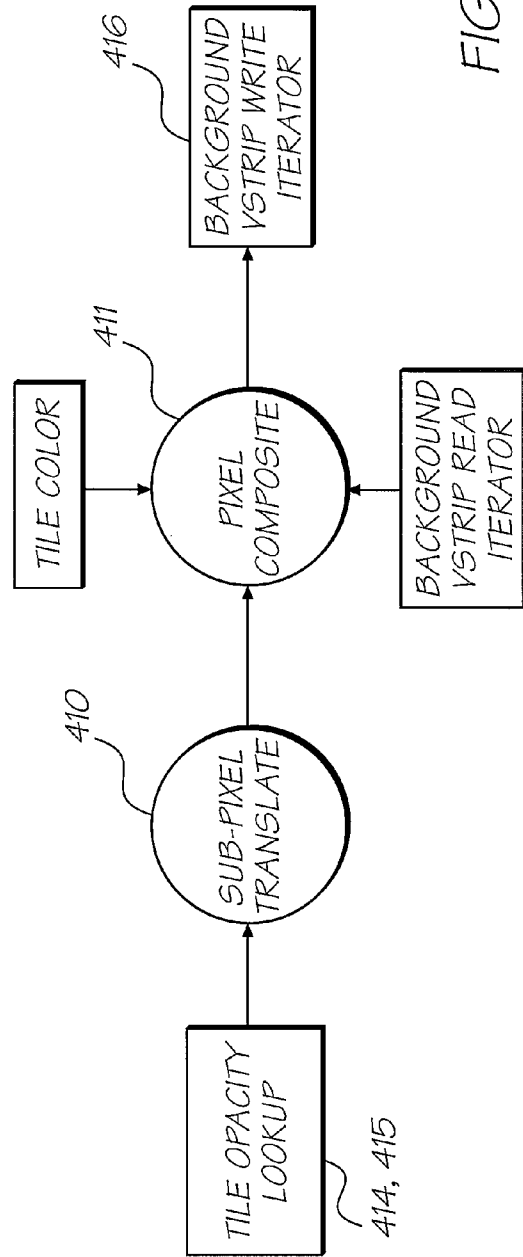 TILE OPACITY
LOOKUP
414, 415
SUB-PIXEL
TRANSLATE
410
TILE COLOR
PIXEL
COMPOSITE
411
BACKGROUND
VSTRIP READ
ITERATOR
BACKGROUND
VSTRIP WRITE
ITERATOR
416
FIG